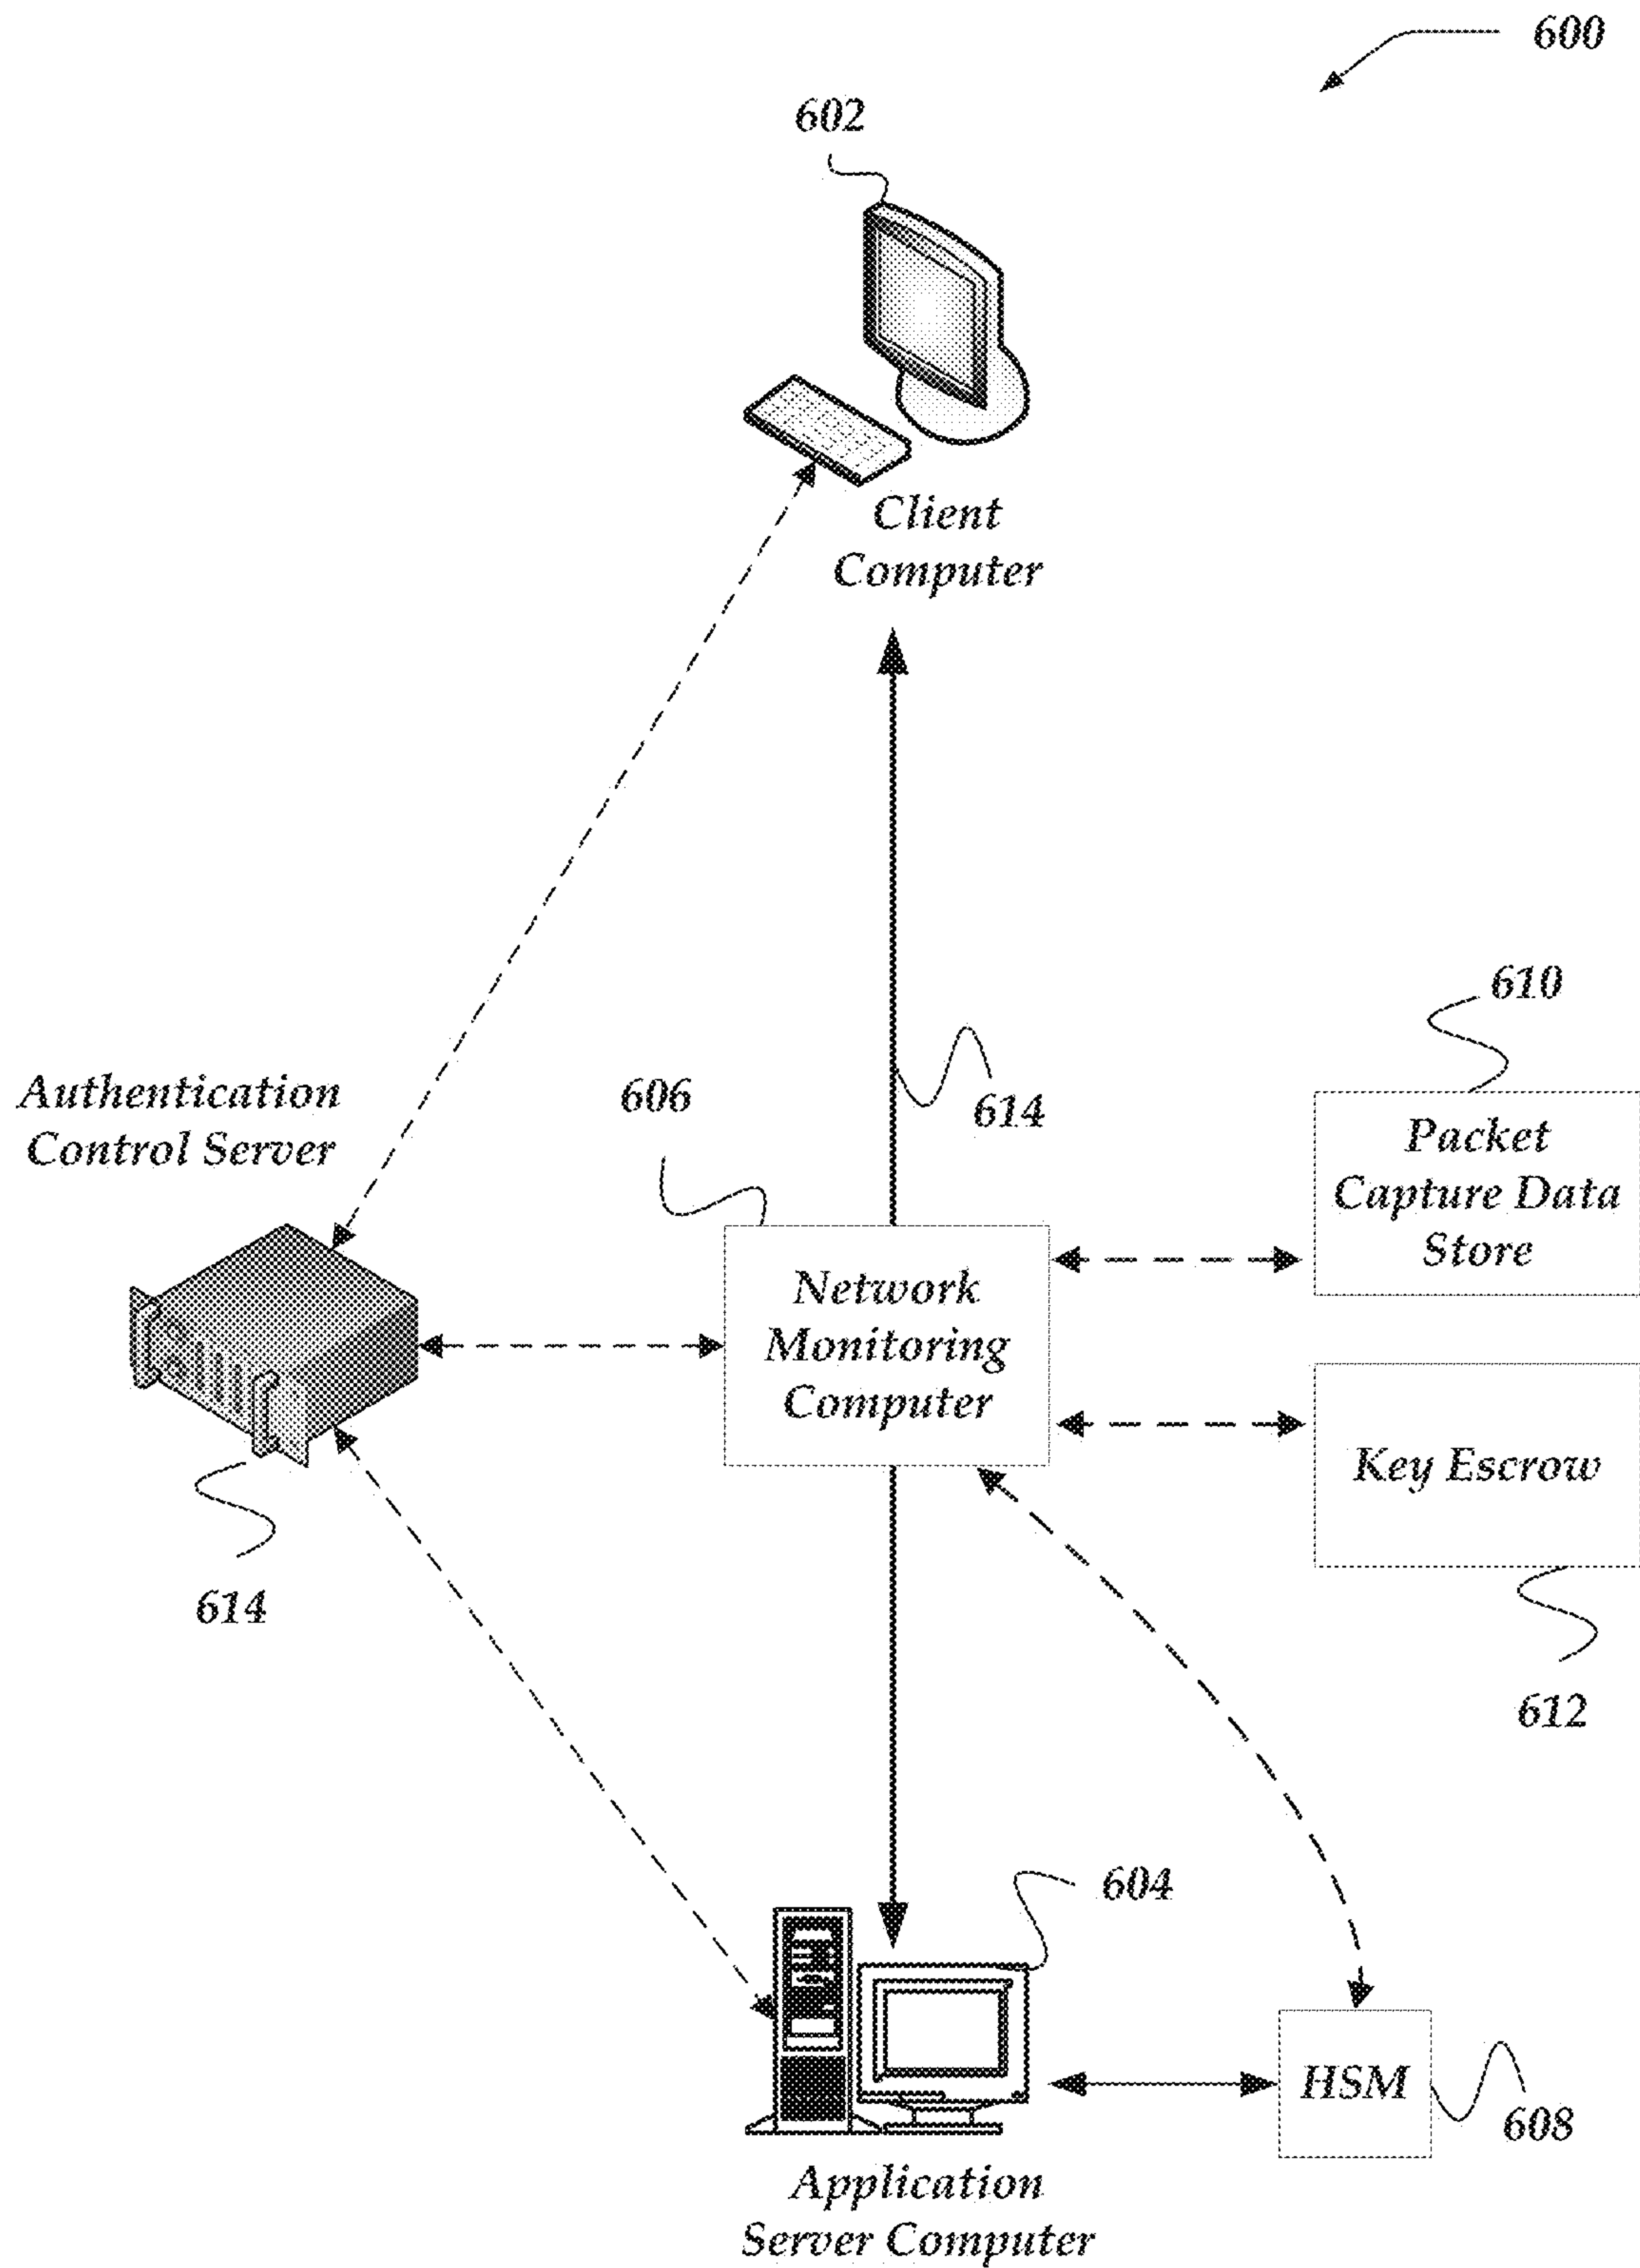 600
602
Client
Computer
610
Authentication
Control Server
606
614
Packet
Capture Data
Store
Network
Monitoring
Computer
Key Escrow
614
612
604
HSM
608
Application
Server Computer